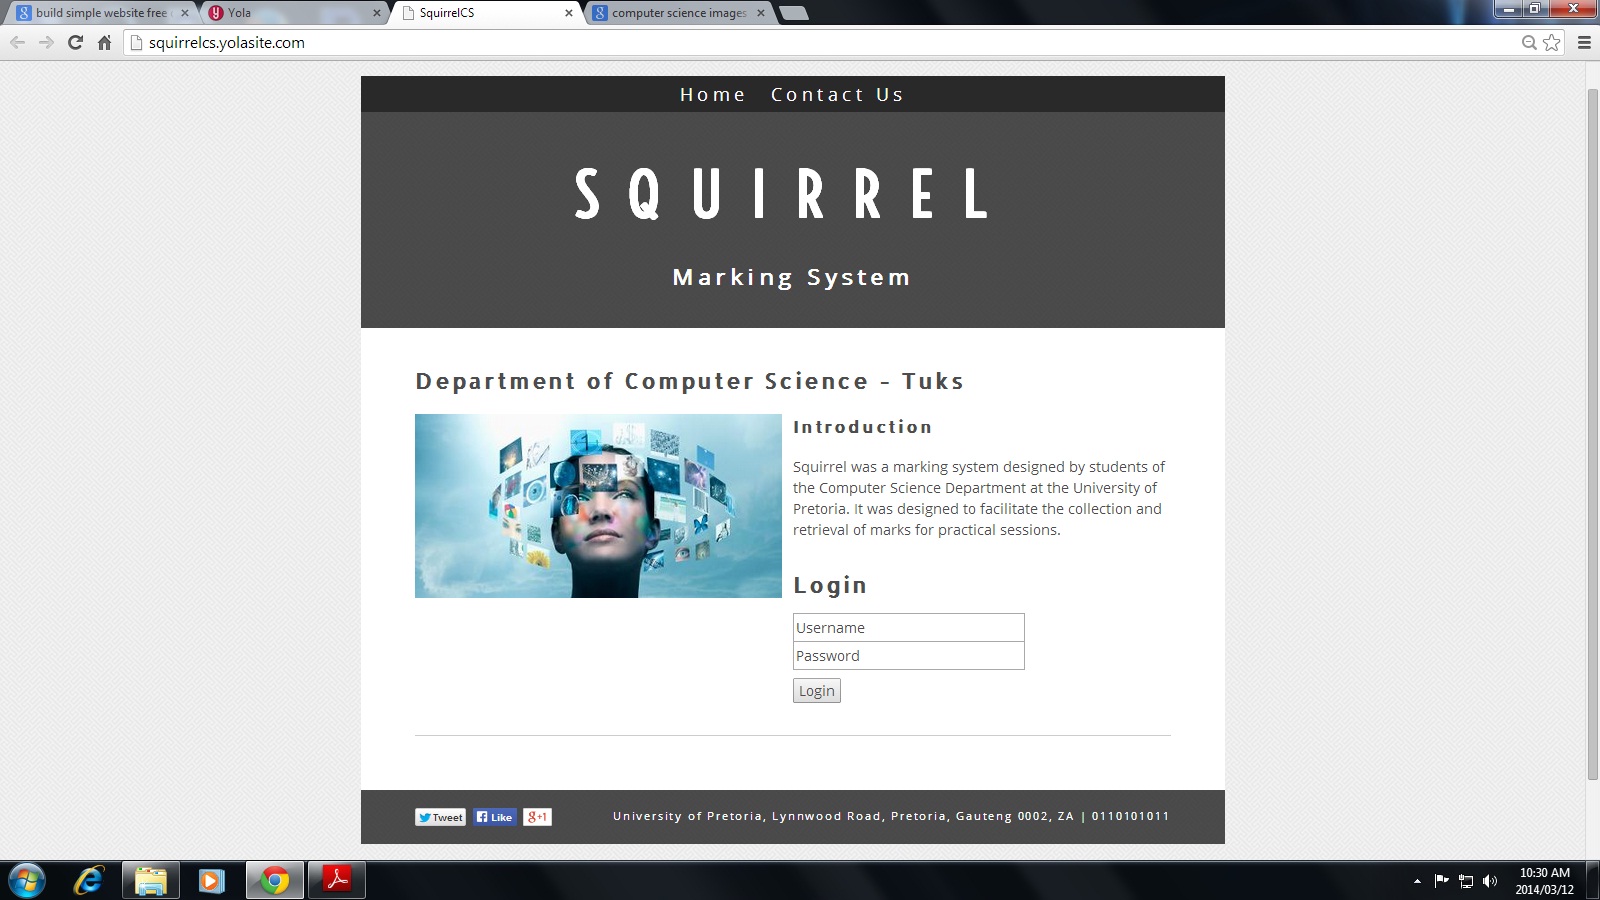 build simple website free
Yola
SquirrelCS
computer science images
squirrelcs.yolasite.com
Home Contact Us
SQUIRREL
Marking System
Department of Computer Science - Tuks
Introduction
Squirrel was a marking system designed by students of
the Computer Science Department at the University of
Pretoria. It was designed to facilitate the collection and
retrieval of marks for practical sessions.
Login
Username
Password
Login
Tweet Like g+1 University of Pretoria, Lynnwood Road, Pretoria, Gauteng 0002, ZA | 0110101011
10:30 AM
2014/03/12